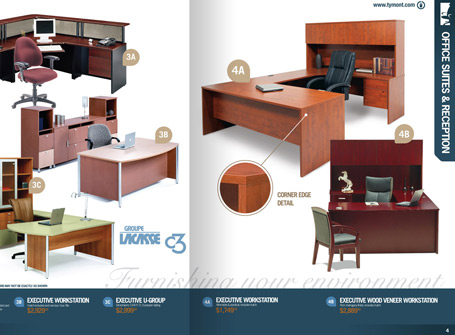 www.tymont.com
OFFICE SUITES & RECEPTION
3A
4A
3B
4B
3C
CORNER EDGE
DETAIL
GROUPE
LACASSE C3
Furnishing your environment
3B EXECUTIVE WORKSTATION
3C EXECUTIVE U-GROUP
4A EXECUTIVE WORKSTATION
4B EXECUTIVE WOOD VENEER WORKSTATION
4